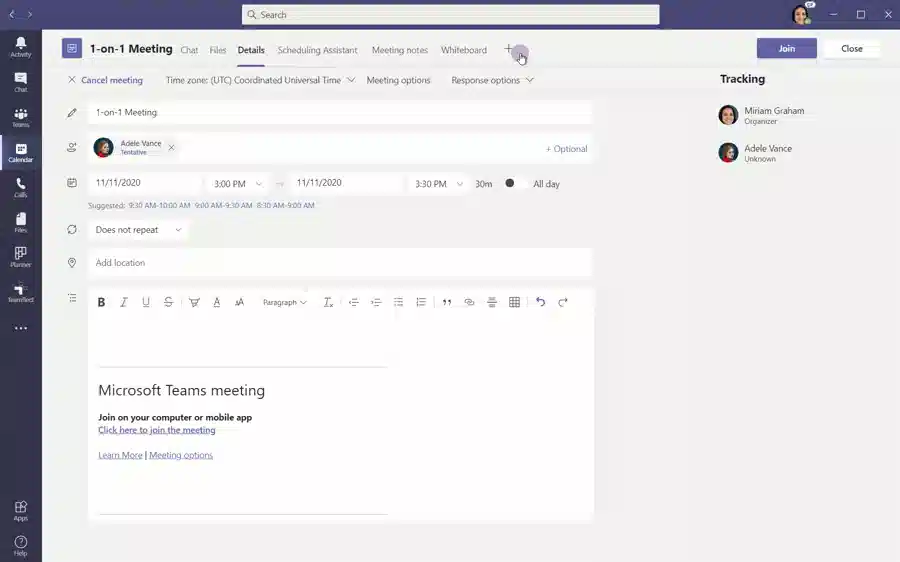 Search
Activity
Chat
Teams
Calendar
Calls
Files
Planner
Apps
Help
1-on-1 Meeting Chat Files Details Scheduling Assistant Meeting notes Whiteboard
Join Close
Cancel meeting Time zone: (UTC) Coordinated Universal Time Meeting options Response options
1-on-1 Meeting
Adele Vance
Tentative
+ Optional
11/11/2020 3:00 PM 11/11/2020 3:30 PM 30m All day
Suggested: 9:30 AM-10:00 AM 9:00 AM-9:30 AM 8:30 AM-9:00 AM
Does not repeat
Add location
B I U S A AA Paragraph Tx
Microsoft Teams meeting
Join on your computer or mobile app
Click here to join the meeting
Learn More | Meeting options
Tracking
Miriam Graham
Organizer
Adele Vance
Unknown